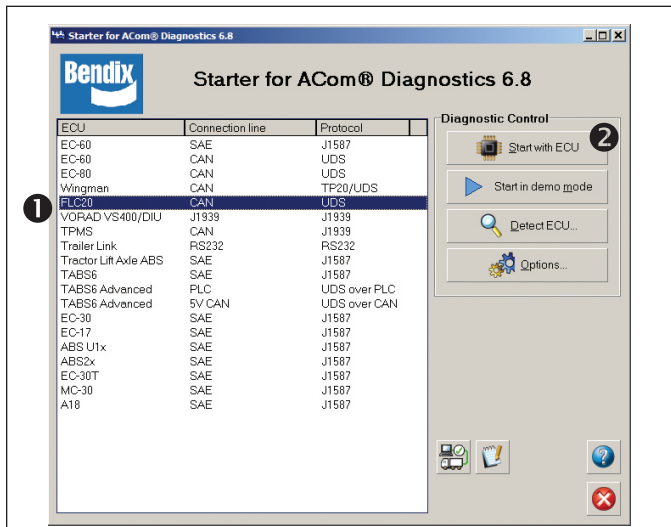 Starter for ACom® Diagnostics 6.8
Bendix
Starter for ACom® Diagnostics 6.8
ECU Connection line Protocol
EC-60 SAE J1587
EC-60 CAN UDS
EC-80 CAN UDS
Wingman CAN TP20/UDS
❶ FLC20 CAN UDS
VORAD VS400/DIU J1939 J1939
TPMS CAN J1939
Trailer Link RS232 RS232
Tractor Lift Axle ABS SAE J1587
TABS6 SAE J1587
TABS6 Advanced PLC UDS over PLC
TABS6 Advanced 5V CAN UDS over CAN
EC-30 SAE J1587
EC-17 SAE J1587
ABS U1x SAE J1587
ABS2x SAE J1587
EC-30T SAE J1587
MC-30 SAE J1587
A18 SAE J1587
Diagnostic Control
Start with ECU ❷
Start in demo mode
Detect ECU...
Options...